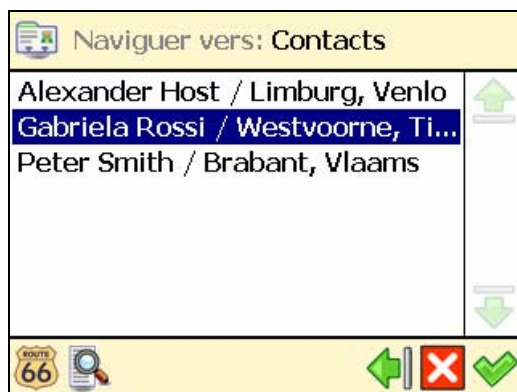 Naviguer vers: Contacts
Alexander Host / Limburg, Venlo
Gabriela Rossi / Westvoorne, Ti...
Peter Smith / Brabant, Vlaams
ROUTE
66